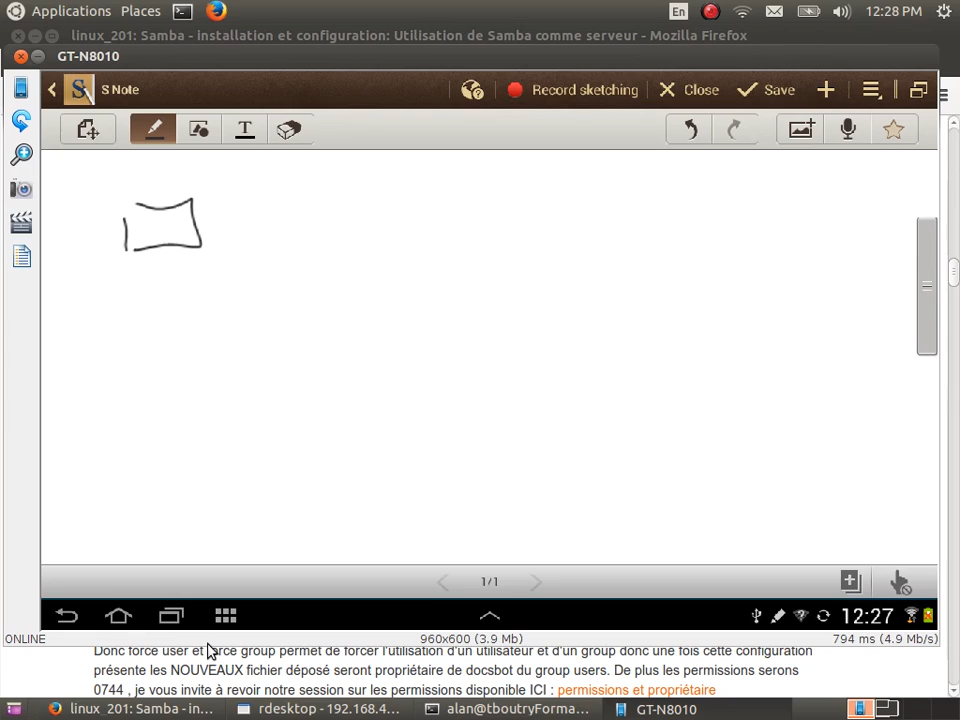 Applications Places En 12:28 PM
linux_201: Samba - installation et configuration: Utilisation de Samba comme serveur - Mozilla Firefox
GT-N8010
S Note Record sketching Close Save
T
1/1
12:27
ONLINE 960x600 (3.9 Mb) 794 ms (4.9 Mb/s)
Donc force user et force group permet de forcer l'utilisation d'un utilisateur et d'un group donc une fois cette configuration
présente les NOUVEAUX fichier déposé seront propriétaire de docsbot du group users. De plus les permissions serons
0744 , je vous invite à revoir notre session sur les permissions disponible ICI : permissions et propriétaire
linux_201: Samba - in... rdesktop - 192.168.4... alan@tboutryForma... GT-N8010